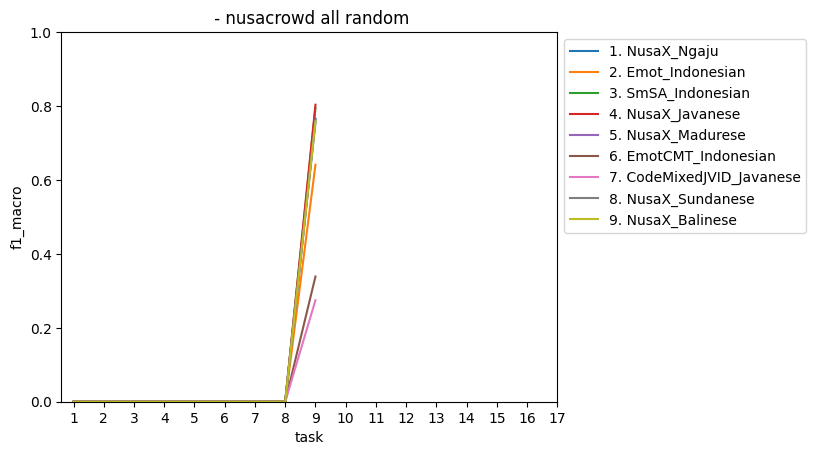 - nusacrowd all random
1.0
0.8
0.6
0.4
0.2
0.0
f1_macro
1 2 3 4 5 6 7 8 9 10 11 12 13 14 15 16 17
task
1. NusaX_Ngaju
2. Emot_Indonesian
3. SmSA_Indonesian
4. NusaX_Javanese
5. NusaX_Madurese
6. EmotCMT_Indonesian
7. CodeMixedJVID_Javanese
8. NusaX_Sundanese
9. NusaX_Balinese